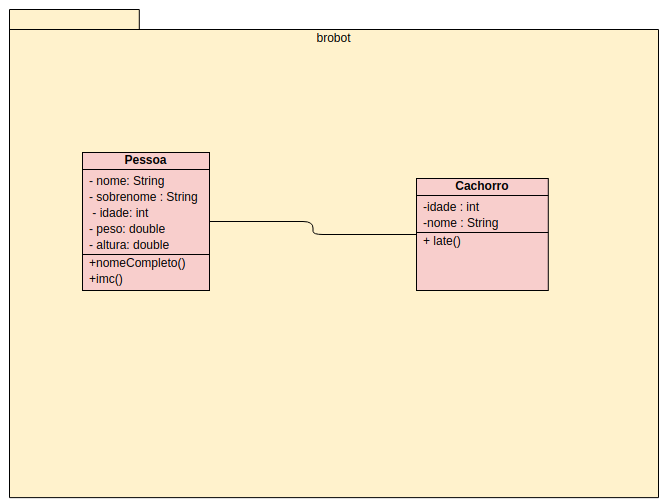 brobot
Pessoa
- nome: String
- sobrenome : String
- idade: int
- peso: double
- altura: double
+nomeCompleto()
+imc()
Cachorro
-idade : int
-nome : String
+ late()